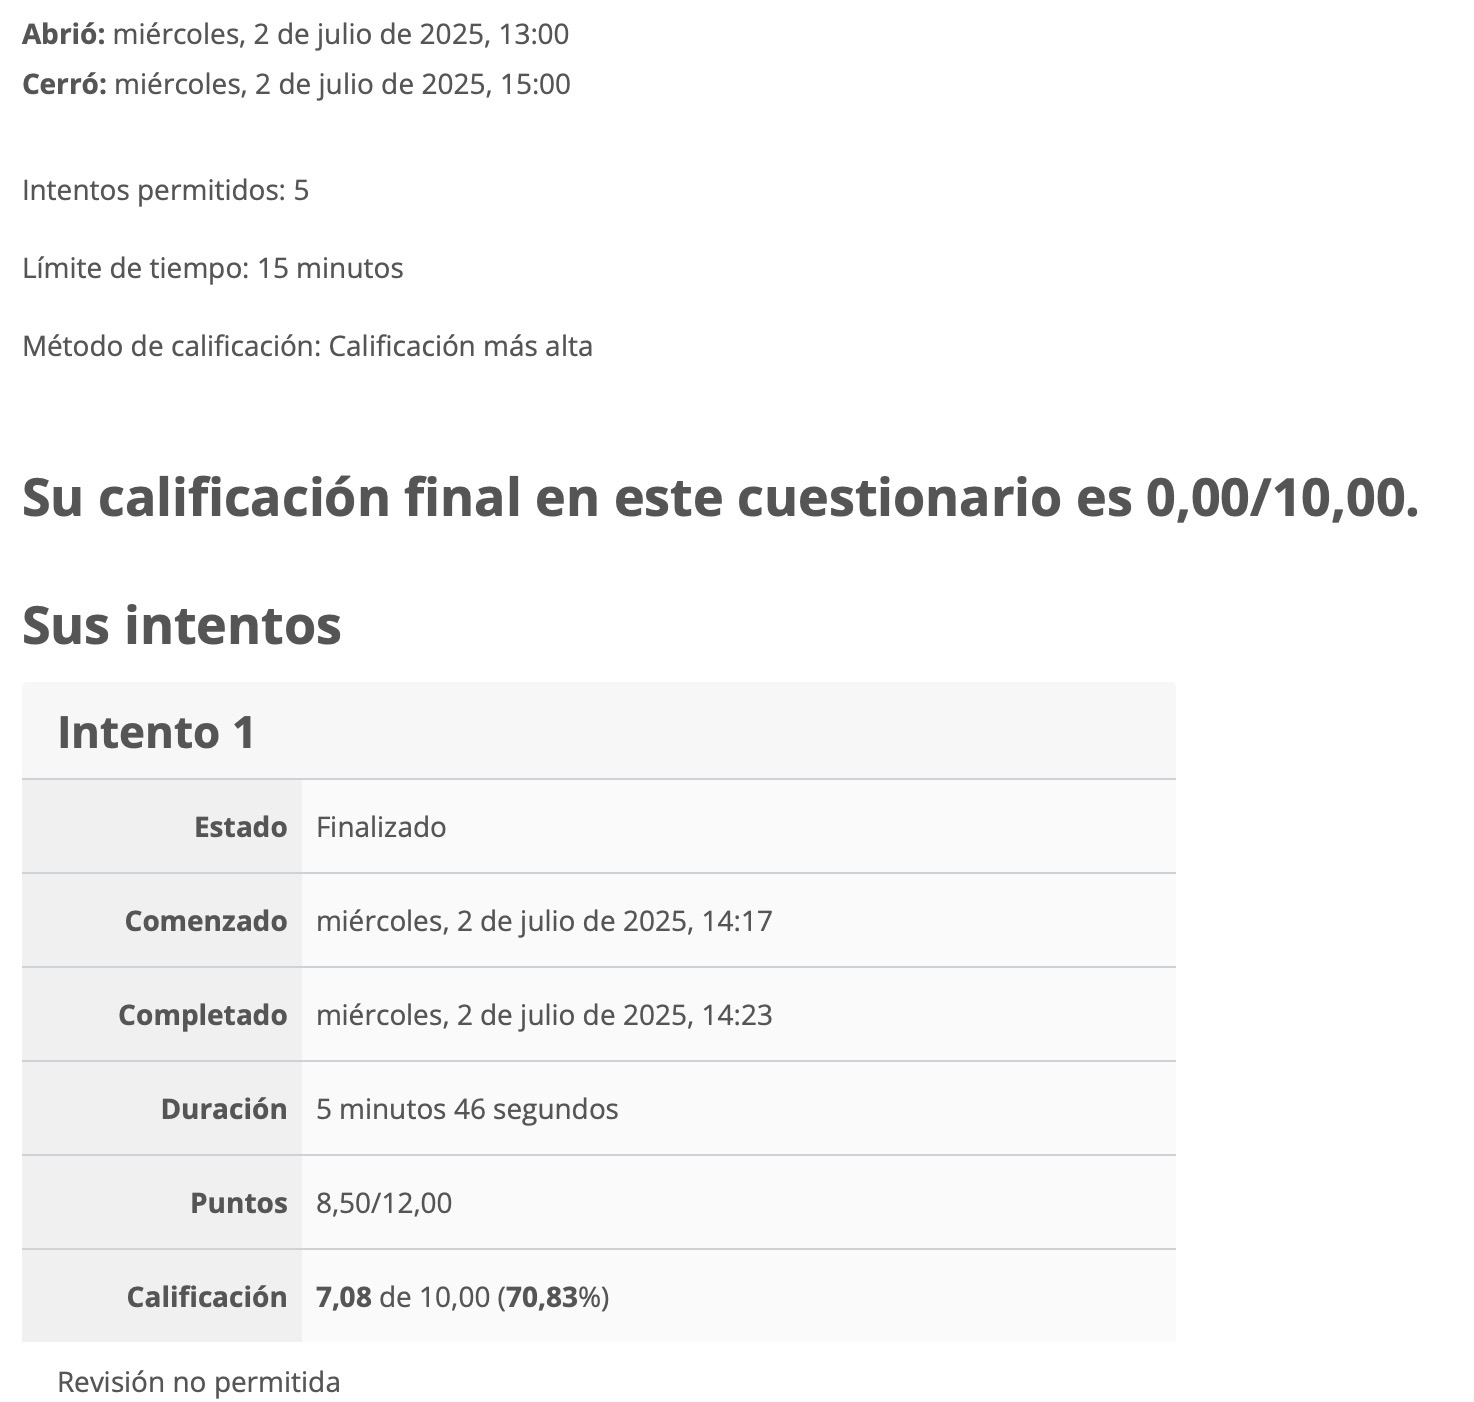 Abrió: miércoles, 2 de julio de 2025, 13:00
Cerró: miércoles, 2 de julio de 2025, 15:00
Intentos permitidos: 5
Límite de tiempo: 15 minutos
Método de calificación: Calificación más alta
Su calificación final en este cuestionario es 0,00/10,00.
Sus intentos
Intento 1
Estado Finalizado
Comenzado miércoles, 2 de julio de 2025, 14:17
Completado miércoles, 2 de julio de 2025, 14:23
Duración 5 minutos 46 segundos
Puntos 8,50/12,00
Calificación 7,08 de 10,00 (70,83%)
Revisión no permitida